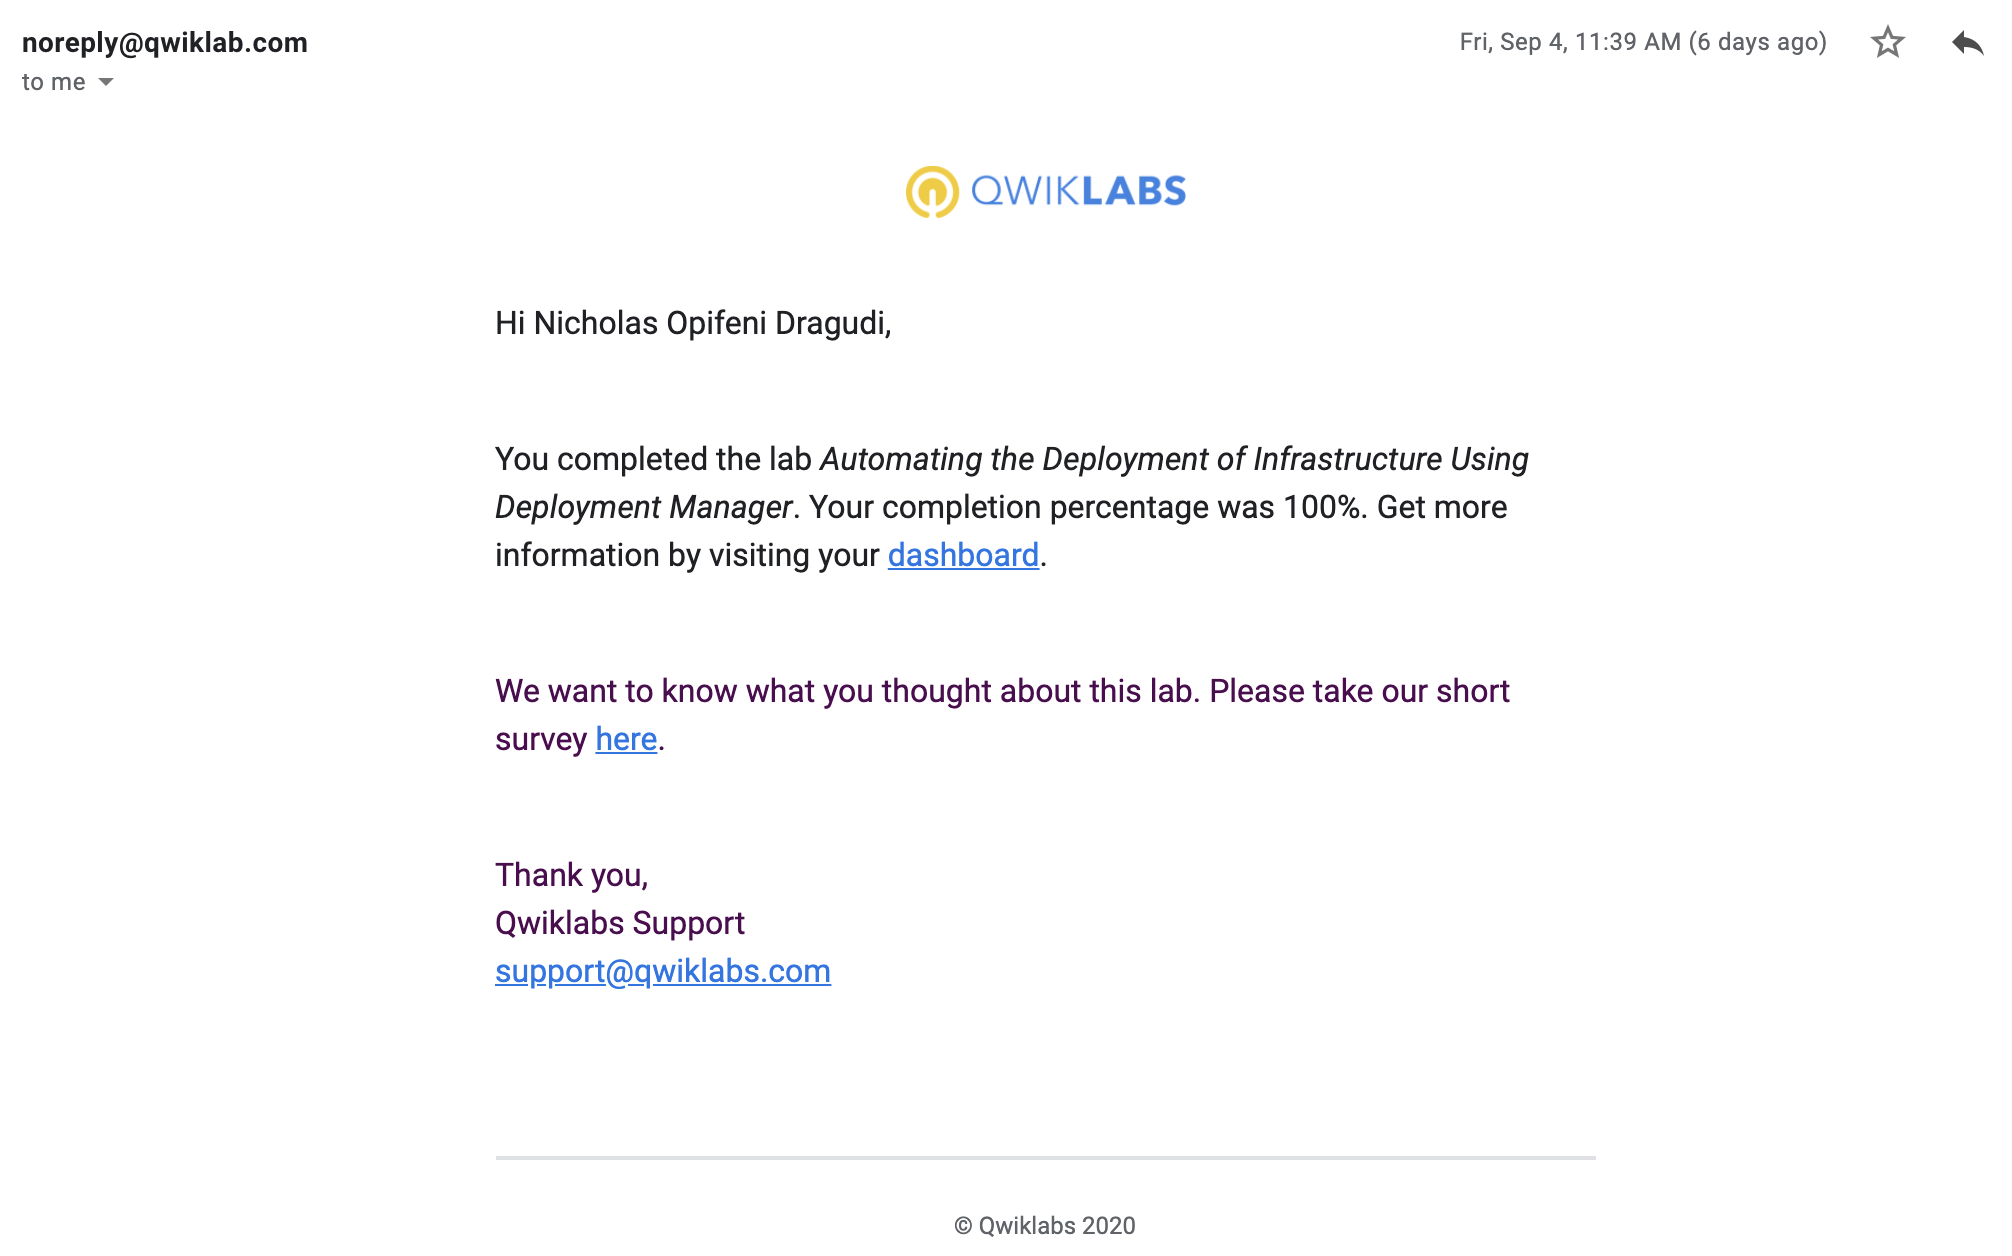 noreply@qwiklab.com
Fri, Sep 4, 11:39 AM (6 days ago)
to me
QWIKLABS
Hi Nicholas Opifeni Dragudi,
You completed the lab Automating the Deployment of Infrastructure Using
Deployment Manager. Your completion percentage was 100%. Get more
information by visiting your dashboard.
We want to know what you thought about this lab. Please take our short
survey here.
Thank you,
Qwiklabs Support
support@qwiklabs.com
© Qwiklabs 2020